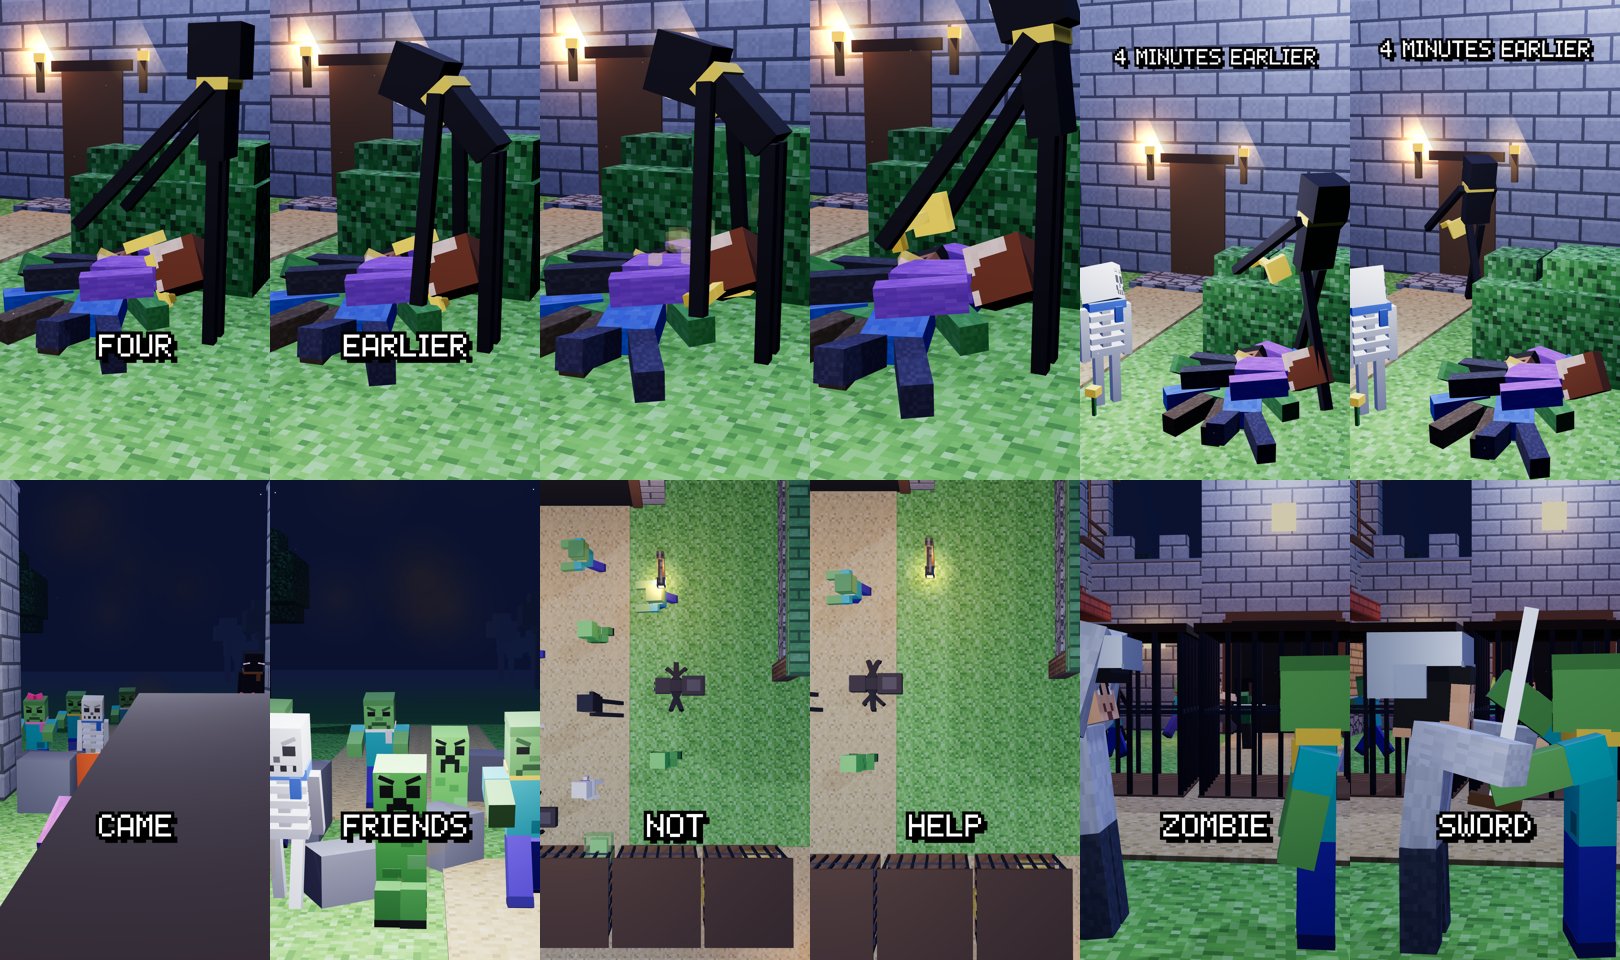 FOUR
EARLIER
4 MINUTES EARLIER
4 MINUTES EARLIER
CAME
FRIENDS
NOT
HELP
ZOMBIE
SWORD